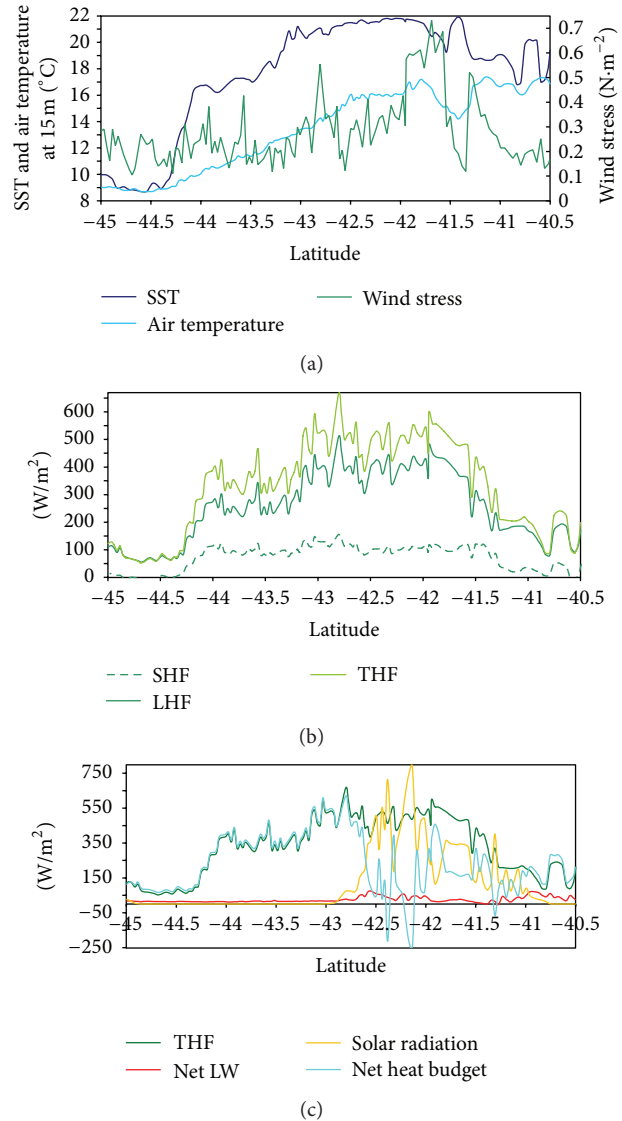 SST and air temperature
at 15 m (°C)
22
20
18
16
14
12
10
8
0.7
0.6
0.5
0.4
0.3
0.2
0.1
0
Wind stress (N·m−2)
−45 −44.5 −44 −43.5 −43 −42.5 −42 −41.5 −41 −40.5
Latitude
SST Wind stress
Air temperature
(a)
(W/m2)
600
500
400
300
200
100
0
−45 −44.5 −44 −43.5 −43 −42.5 −42 −41.5 −41 −40.5
Latitude
SHF THF
LHF
(b)
(W/m2)
750
550
350
150
−50
−250
−45 −44.5 −44 −43.5 −43 −42.5 −42 −41.5 −41 −40.5
Latitude
THF Solar radiation
Net LW Net heat budget
(c)